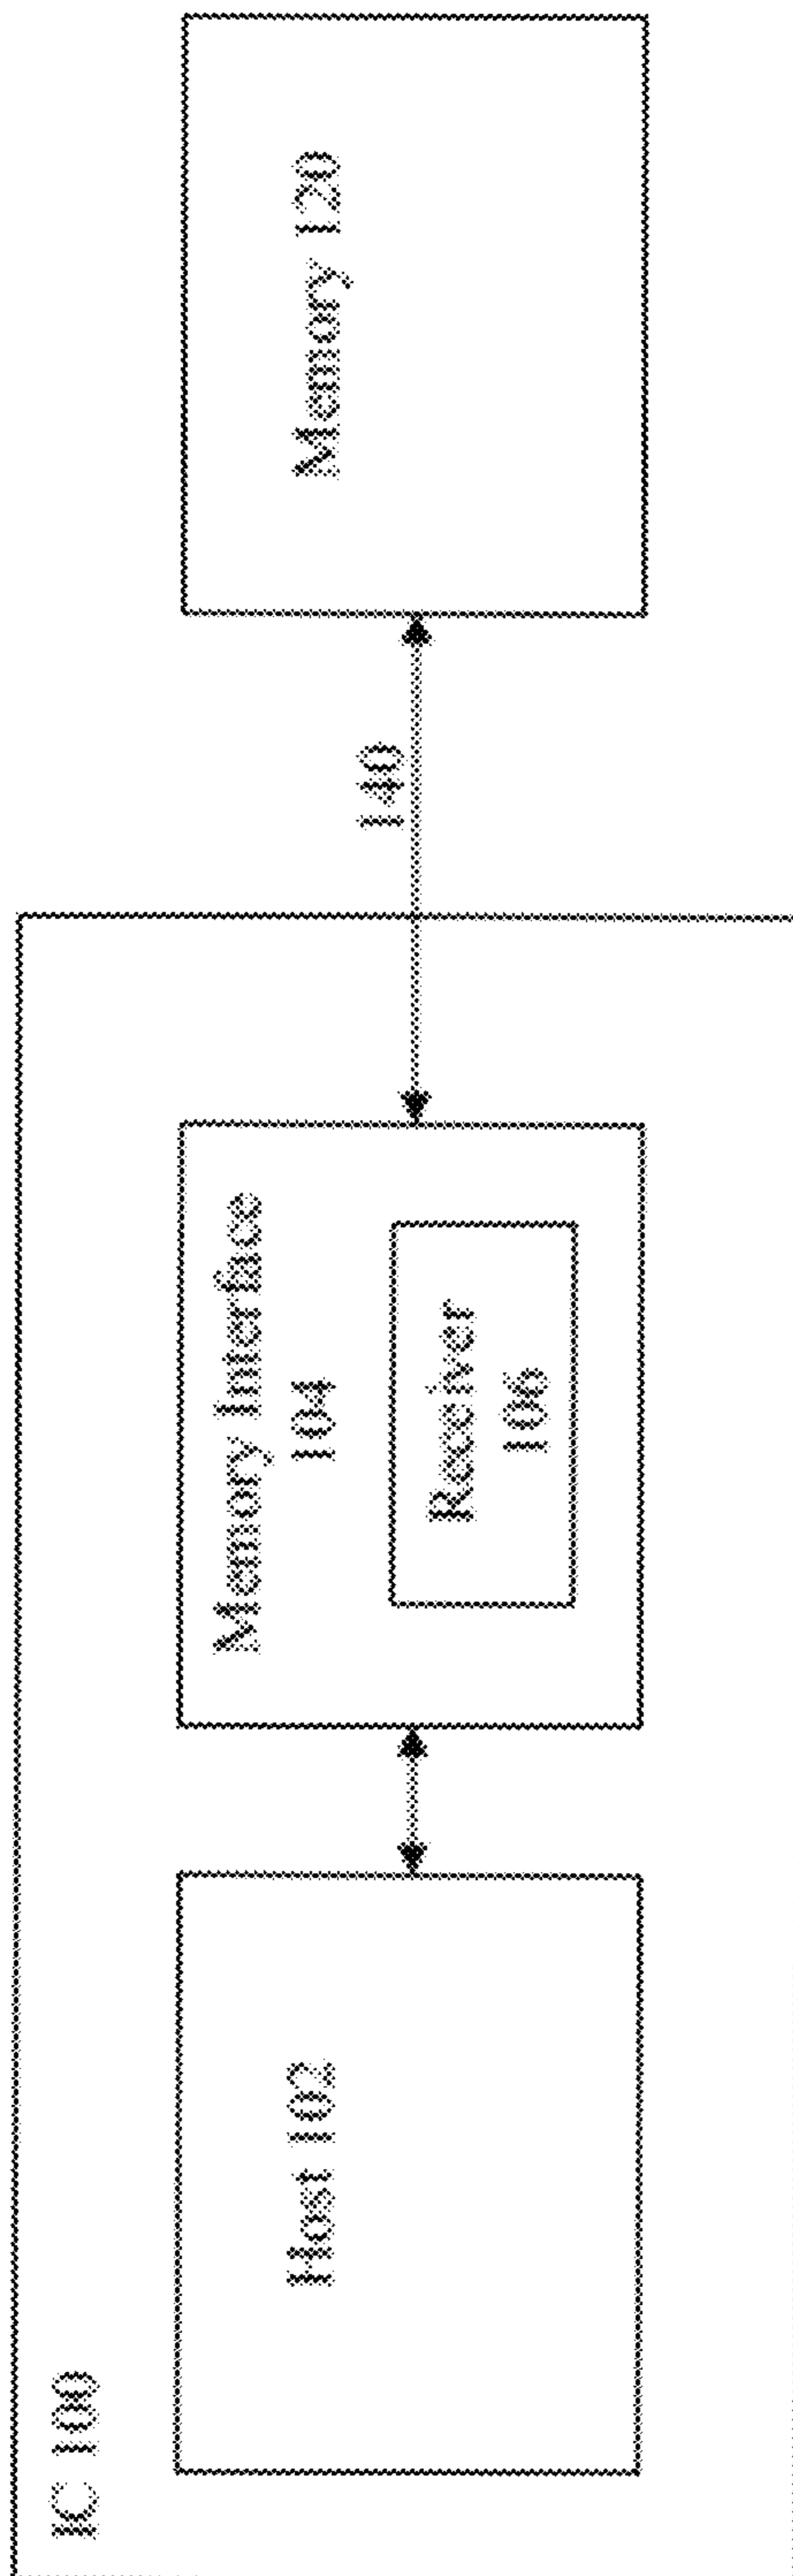 IC 100
Host 102
Memory Interface
104
Receiver
106
140
Memory 120